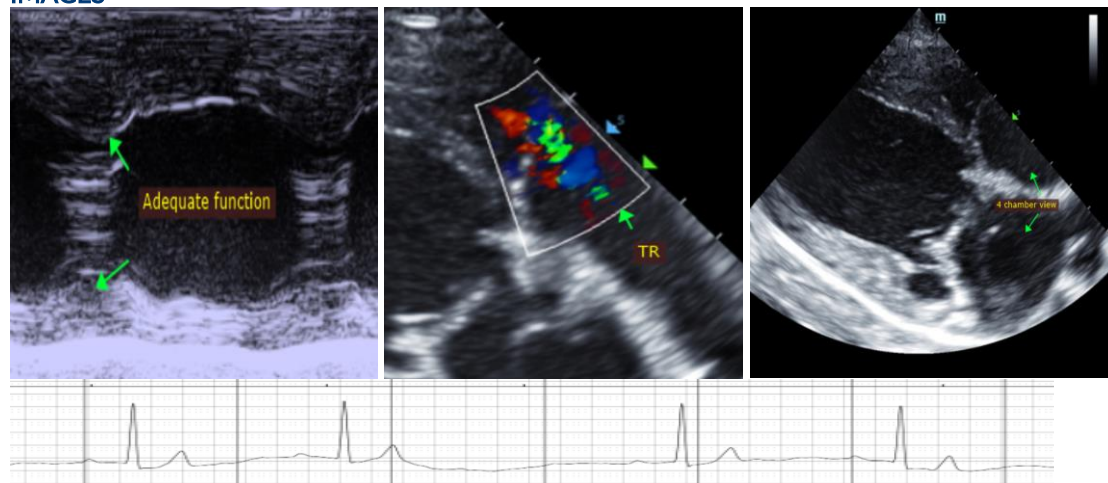 IMAGES
Adequate function
S
TR
m
4 chamber view